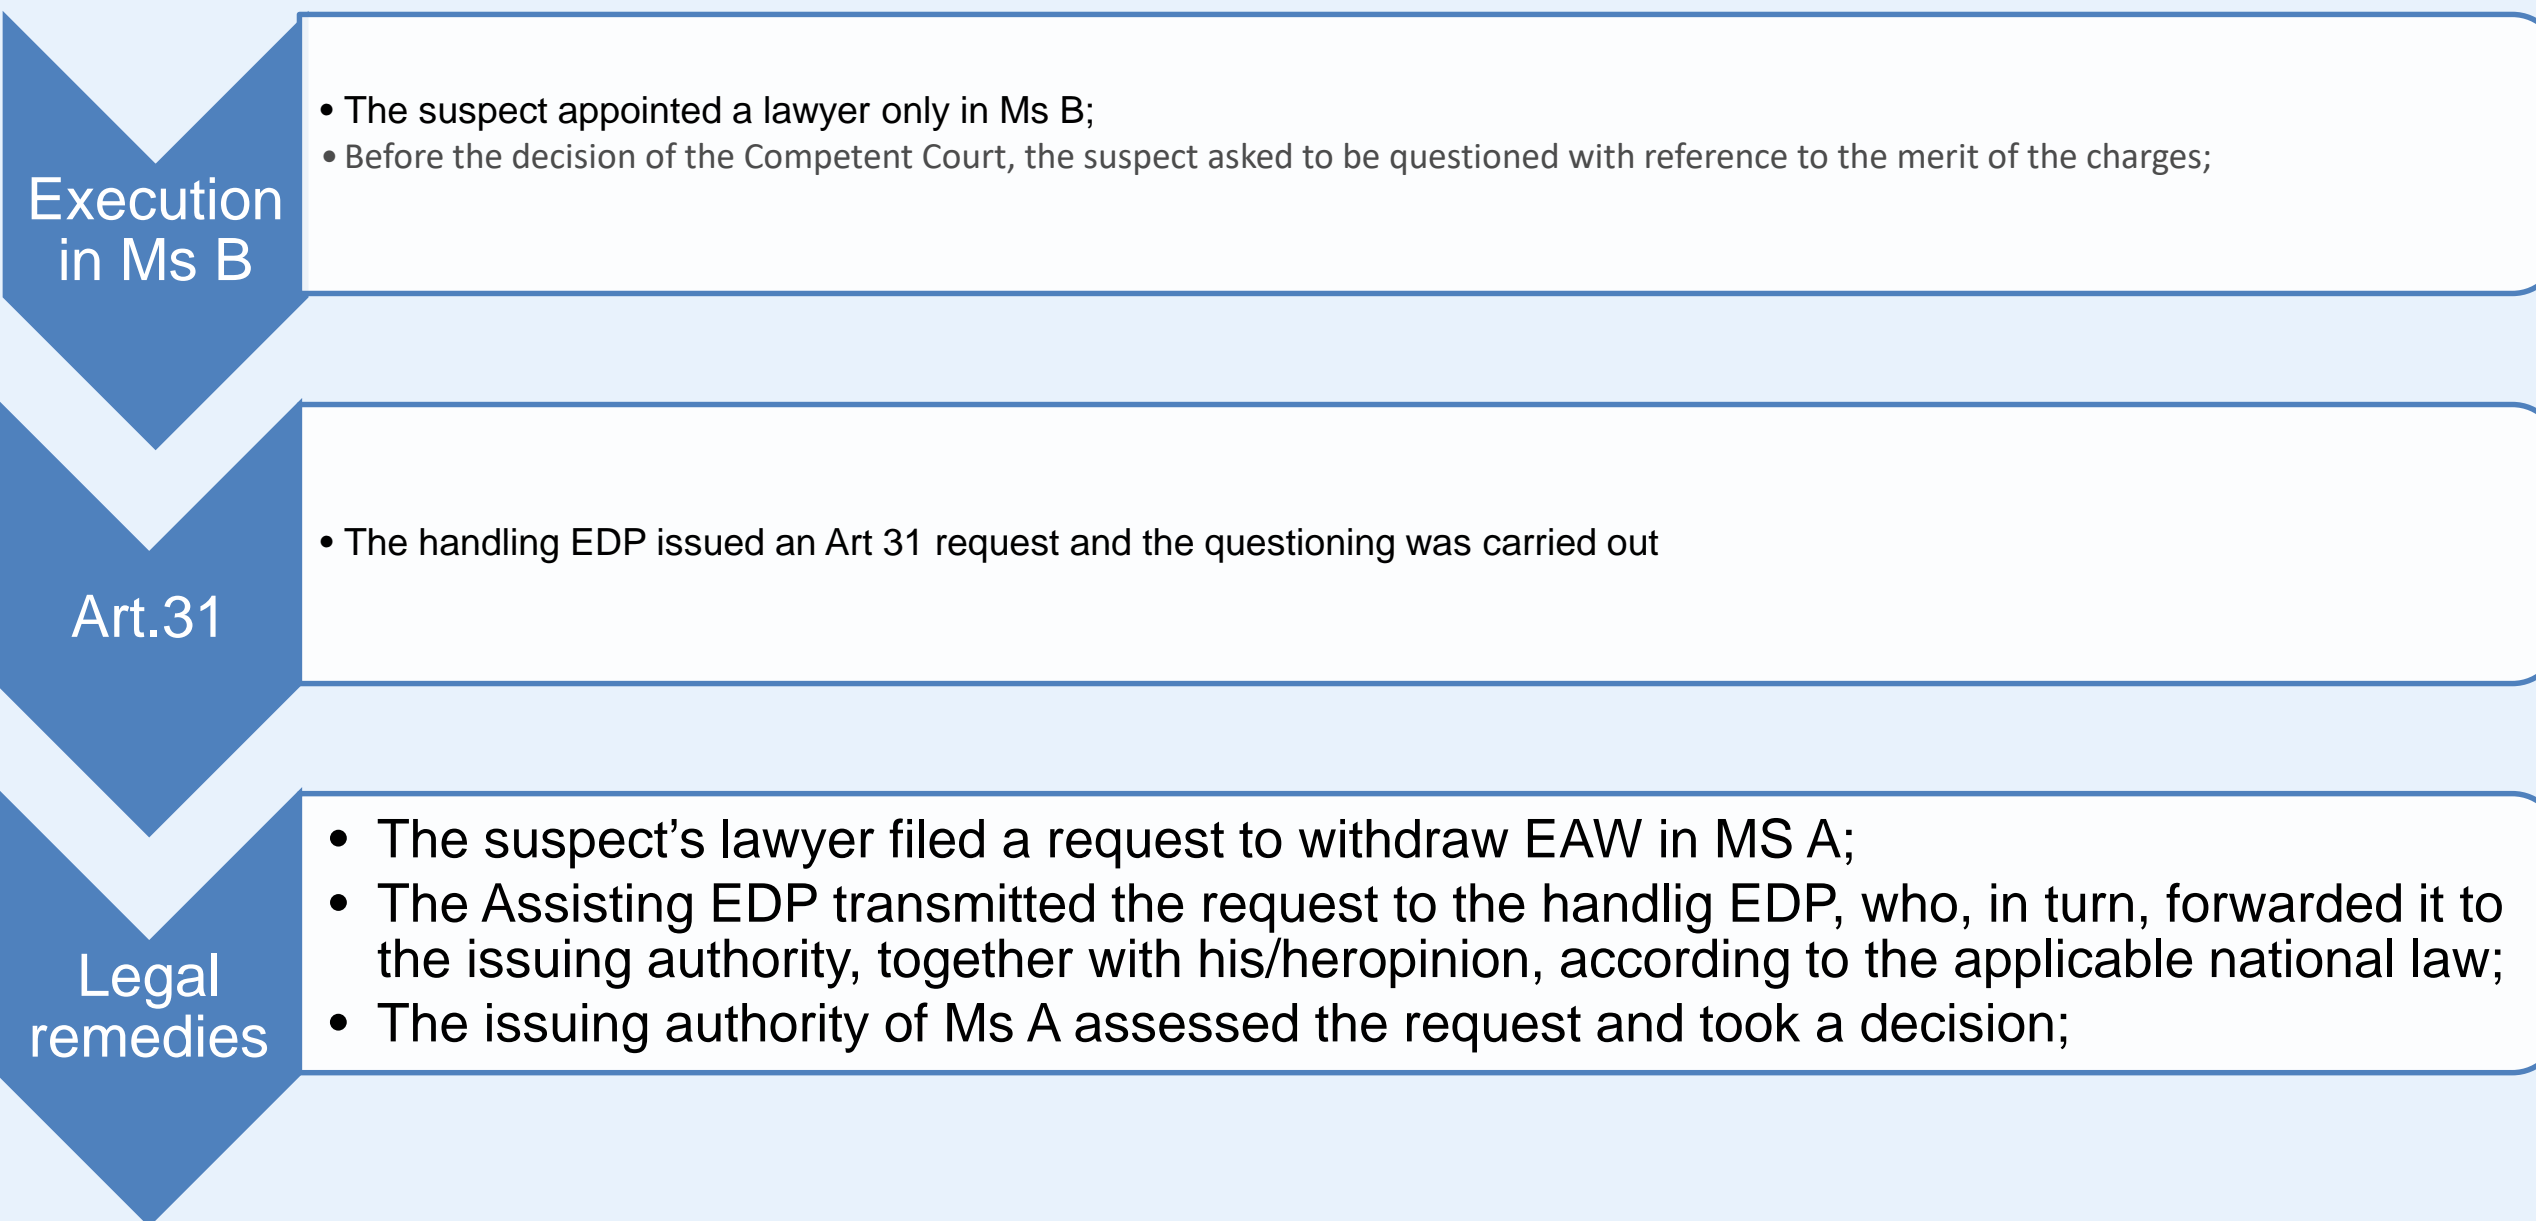 Execution
in Ms B
• The suspect appointed a lawyer only in Ms B;
• Before the decision of the Competent Court, the suspect asked to be questioned with reference to the merit of the charges;
Art.31
• The handling EDP issued an Art 31 request and the questioning was carried out
Legal
remedies
• The suspect’s lawyer filed a request to withdraw EAW in MS A;
• The Assisting EDP transmitted the request to the handlig EDP, who, in turn, forwarded it to
the issuing authority, together with his/heropinion, according to the applicable national law;
• The issuing authority of Ms A assessed the request and took a decision;